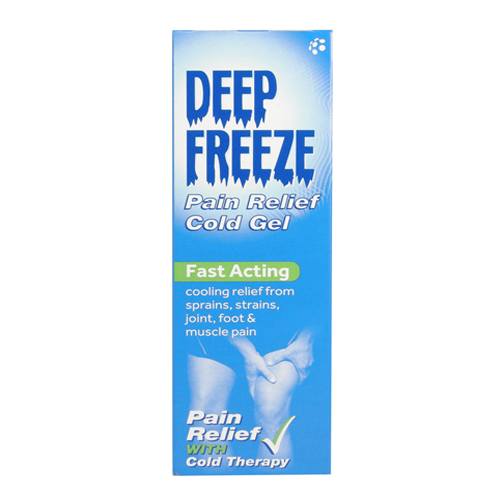 DEEP
FREEZE
Pain Relief
Cold Gel
Fast Acting
cooling relief from
sprains, strains,
joint, foot &
muscle pain
Pain
Relief
WITH
Cold Therapy